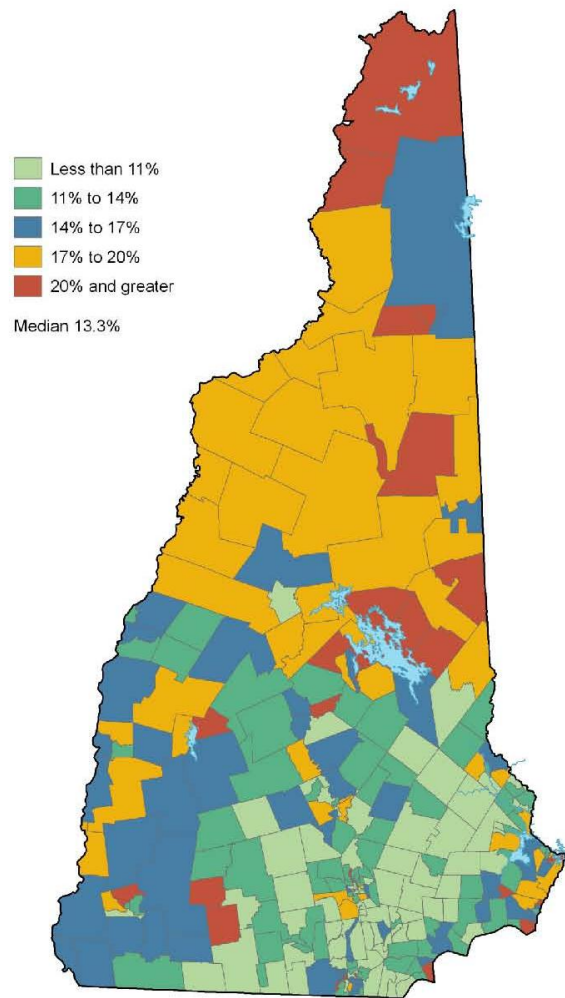 Less than 11%
11% to 14%
14% to 17%
17% to 20%
20% and greater
Median 13.3%